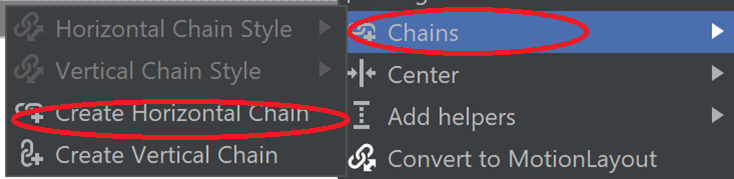 Horizontal Chain Style
Vertical Chain Style
Create Horizontal Chain
Create Vertical Chain
Chains
Center
Add helpers
Convert to MotionLayout